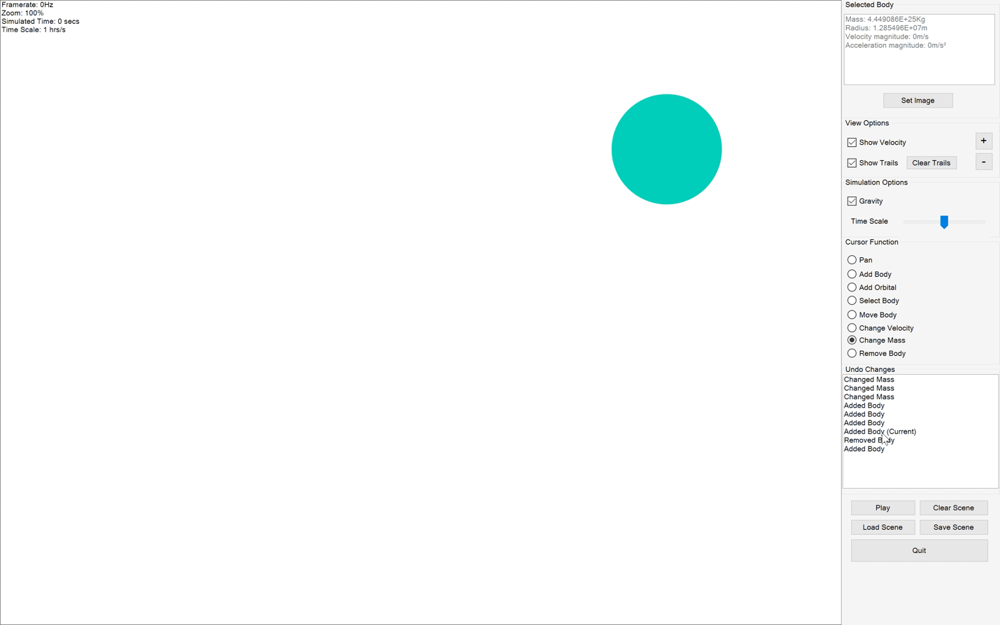 Framerate: 0Hz
Zoom: 100%
Simulated Time: 0 secs
Time Scale: 1 hrs/s
Selected Body
Mass: 4.449086E+25Kg
Radius: 1.285496E+07m
Velocity magnitude: 0m/s
Acceleration magnitude: 0m/s²
Set Image
View Options
Show Velocity
+
Show Trails
Clear Trails
-
Simulation Options
Gravity
Time Scale
Cursor Function
Pan
Add Body
Add Orbital
Select Body
Move Body
Change Velocity
Change Mass
Remove Body
Undo Changes
Changed Mass
Changed Mass
Changed Mass
Added Body
Added Body
Added Body
Added Body (Current)
Removed Body
Added Body
Play
Clear Scene
Load Scene
Save Scene
Quit